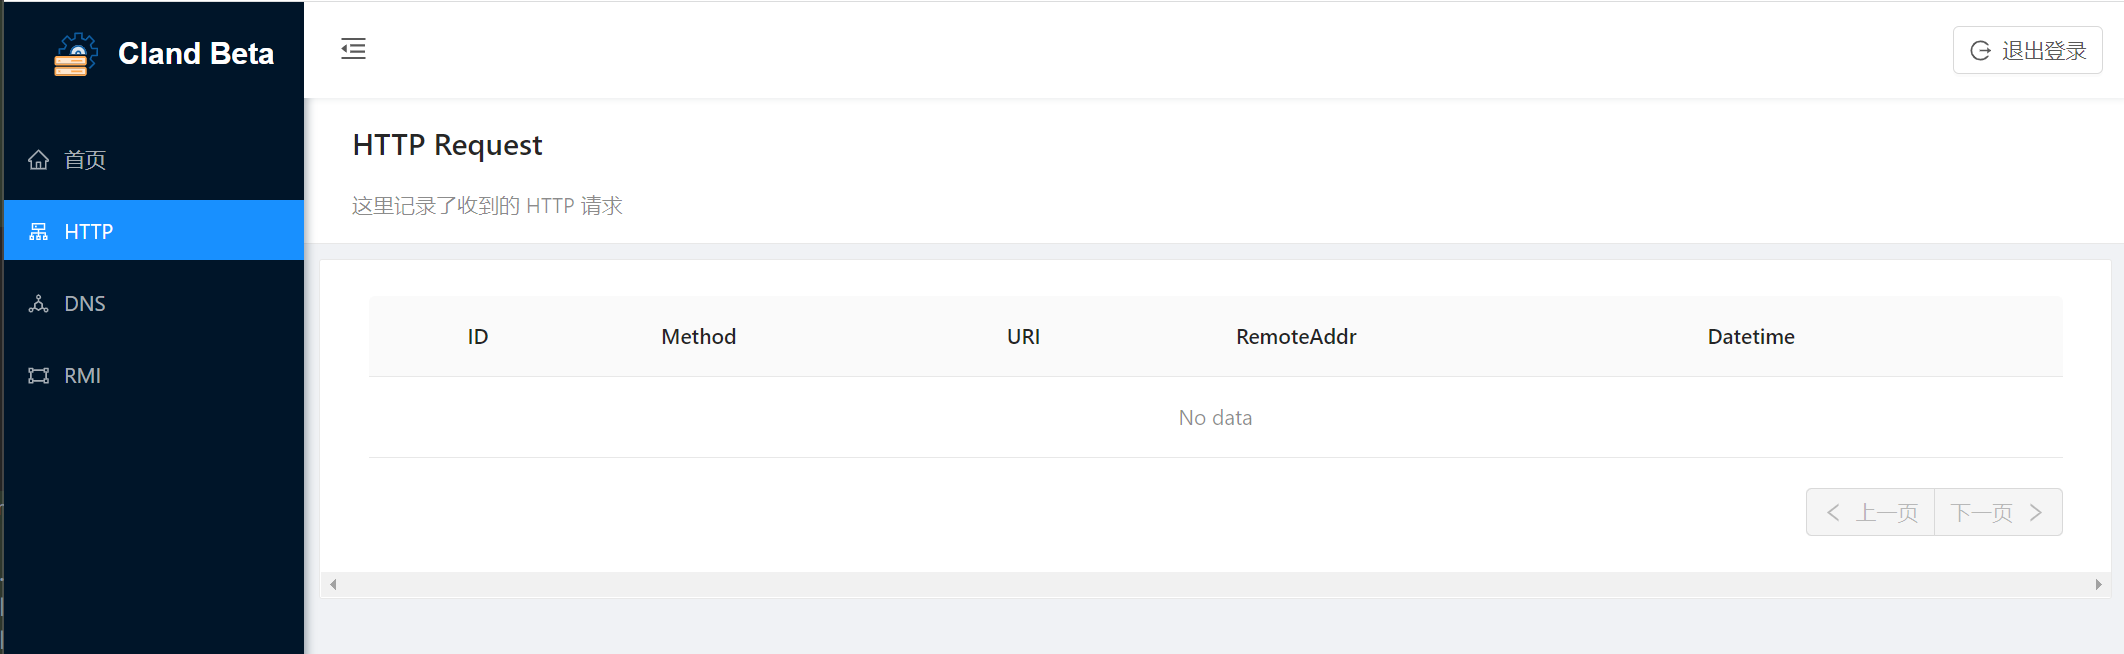 Cland Beta
退出登录
首页
HTTP
DNS
RMI
HTTP Request
这里记录了收到的 HTTP 请求
ID Method URI RemoteAddr Datetime
No data
上一页 下一页